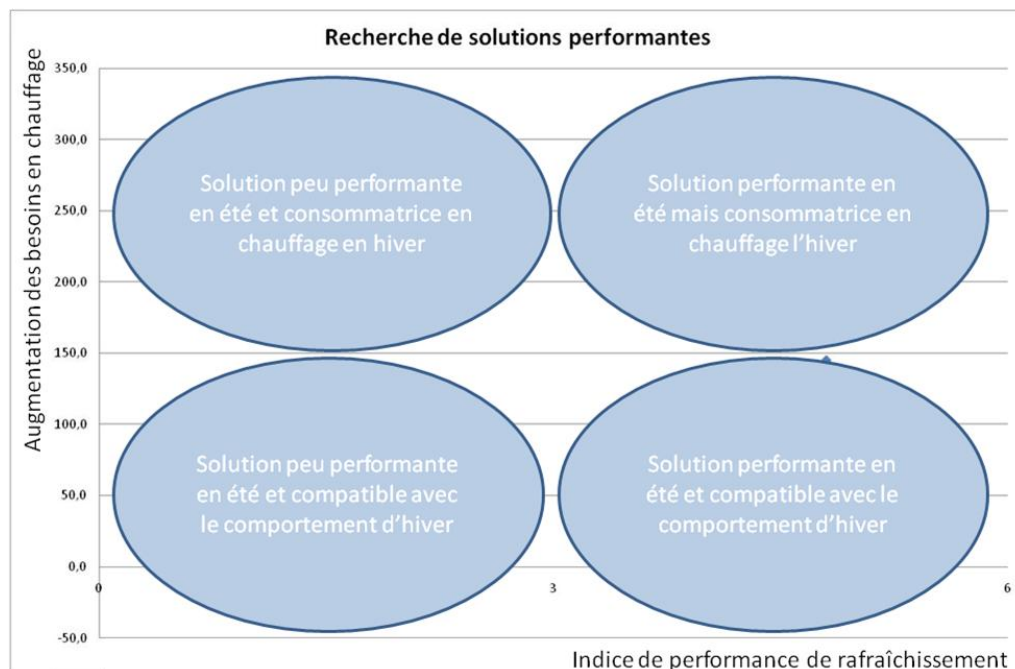 Recherche de solutions performantes
Augmentation des besoins en chauffage
350,0
300,0
250,0
200,0
150,0
100,0
50,0
0,0
-50,0
Solution peu performante
en été et consommatrice en
chauffage en hiver
Solution performante en
été mais consommatrice en
chauffage l'hiver
Solution peu performante
en été et compatible avec
le comportement d'hiver
Solution performante en
été et compatible avec le
comportement d'hiver
0
3
6
Indice de performance de rafraîchissement